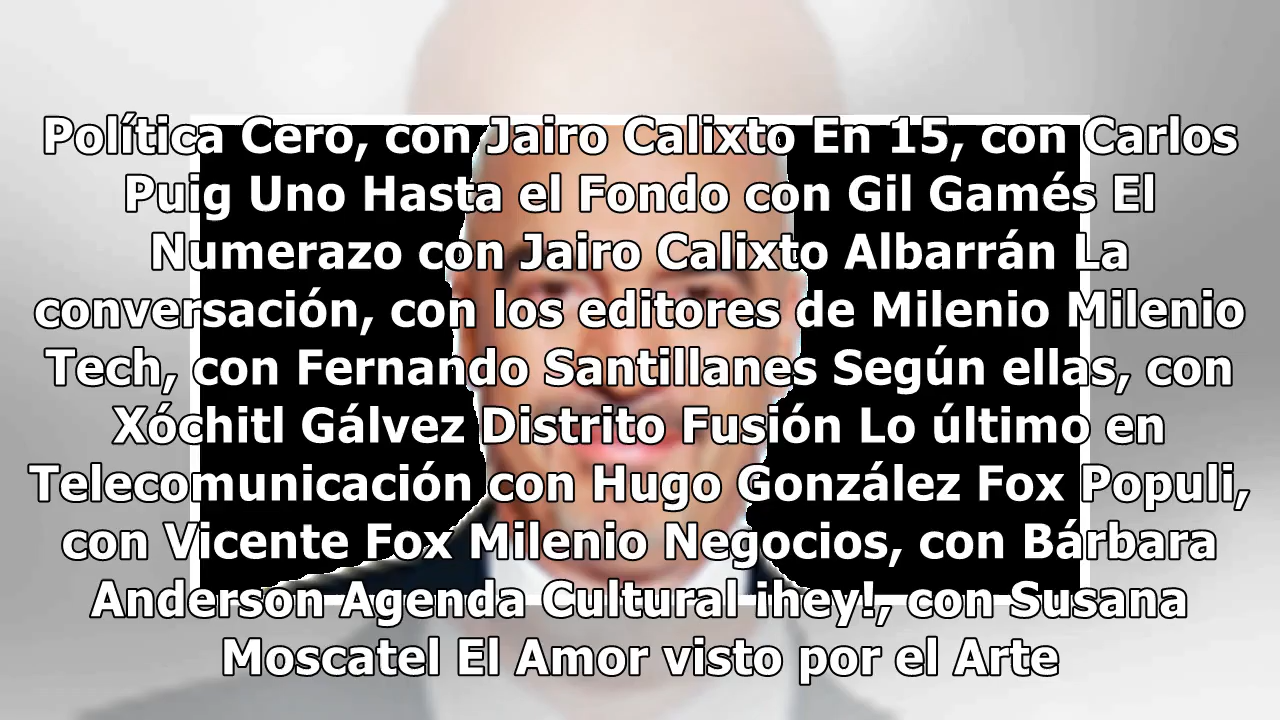 Política Cero, con Jairo Calixto En 15, con Carlos
Puig Uno Hasta el Fondo con Gil Gamés El
Numerazo con Jairo Calixto Albarrán La
conversación, con los editores de Milenio Milenio
Tech, con Fernando Santillanes Según ellas, con
Xóchitl Gálvez Distrito Fusión Lo último en
Telecomunicación con Hugo González Fox Populi,
con Vicente Fox Milenio Negocios, con Bárbara
Anderson Agenda Cultural ihey!, con Susana
Moscatel El Amor visto por el Arte